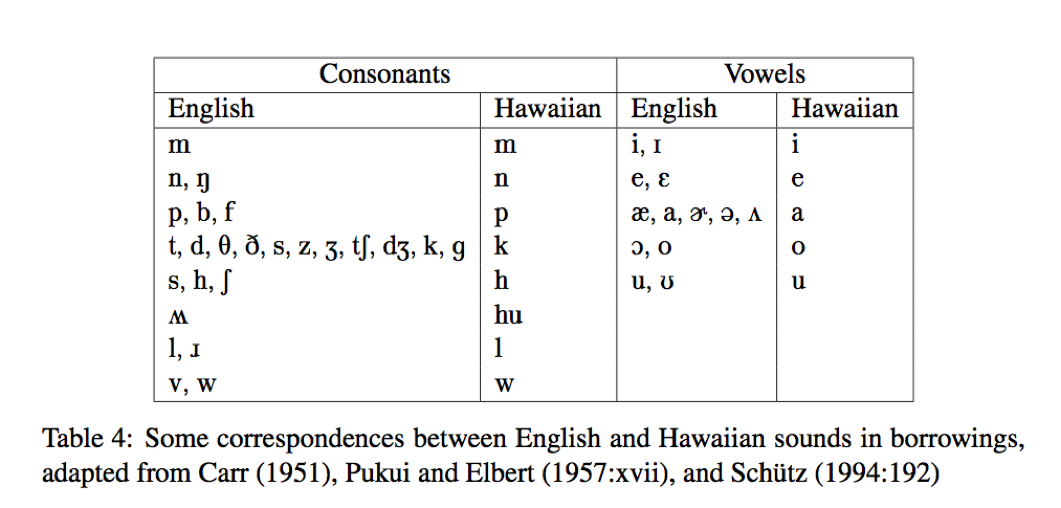 Consonants Vowels
English Hawaiian English Hawaiian
m m i, ɪ i
n, ŋ n e, ɛ e
p, b, f p æ, a, ɚ, ə, ʌ a
t, d, θ, ð, s, z, ʒ, tʃ, dʒ, k, ɡ k ɔ, o o
s, h, ʃ h u, ʊ u
ʍ hu
l, ɹ l
v, w w
Table 4: Some correspondences between English and Hawaiian sounds in borrowings,
adapted from Carr (1951), Pukui and Elbert (1957:xvii), and Schütz (1994:192)